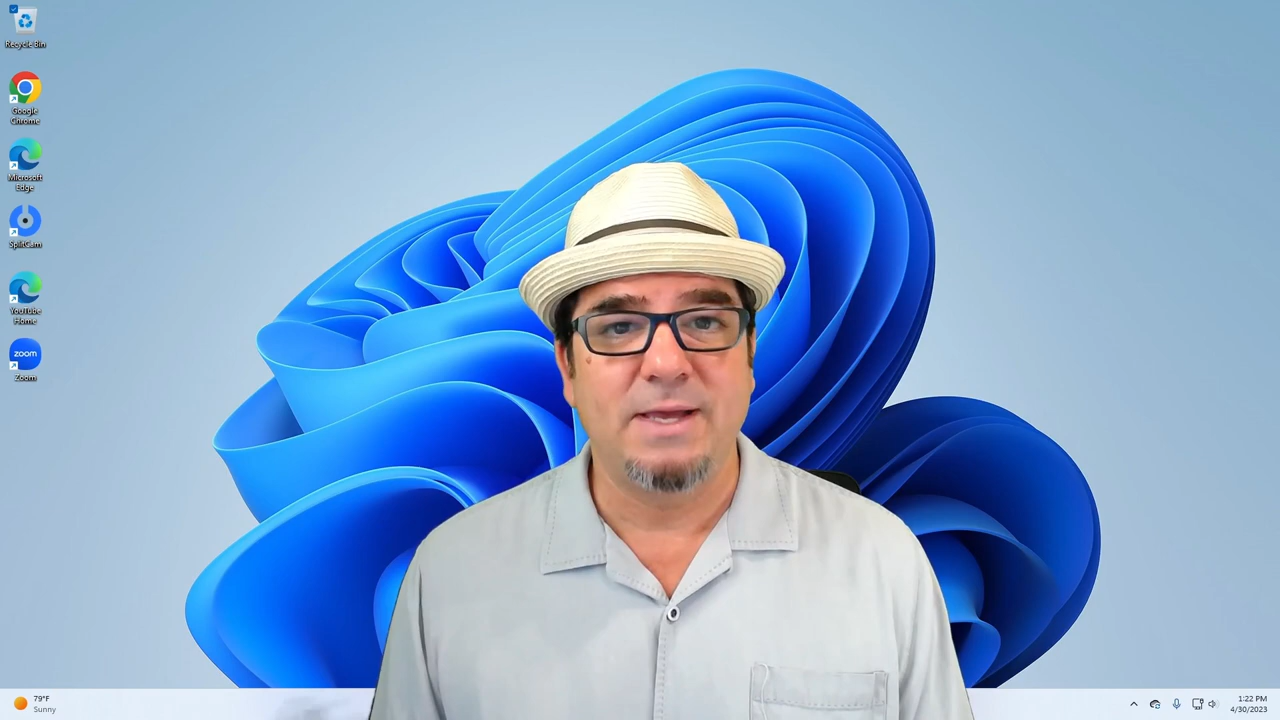 Recycle Bin
Google
Chrome
Microsoft
Edge
SplitCam
YouTube
Home
zoom
Zoom
79°F
Sunny
1:22 PM
4/30/2023